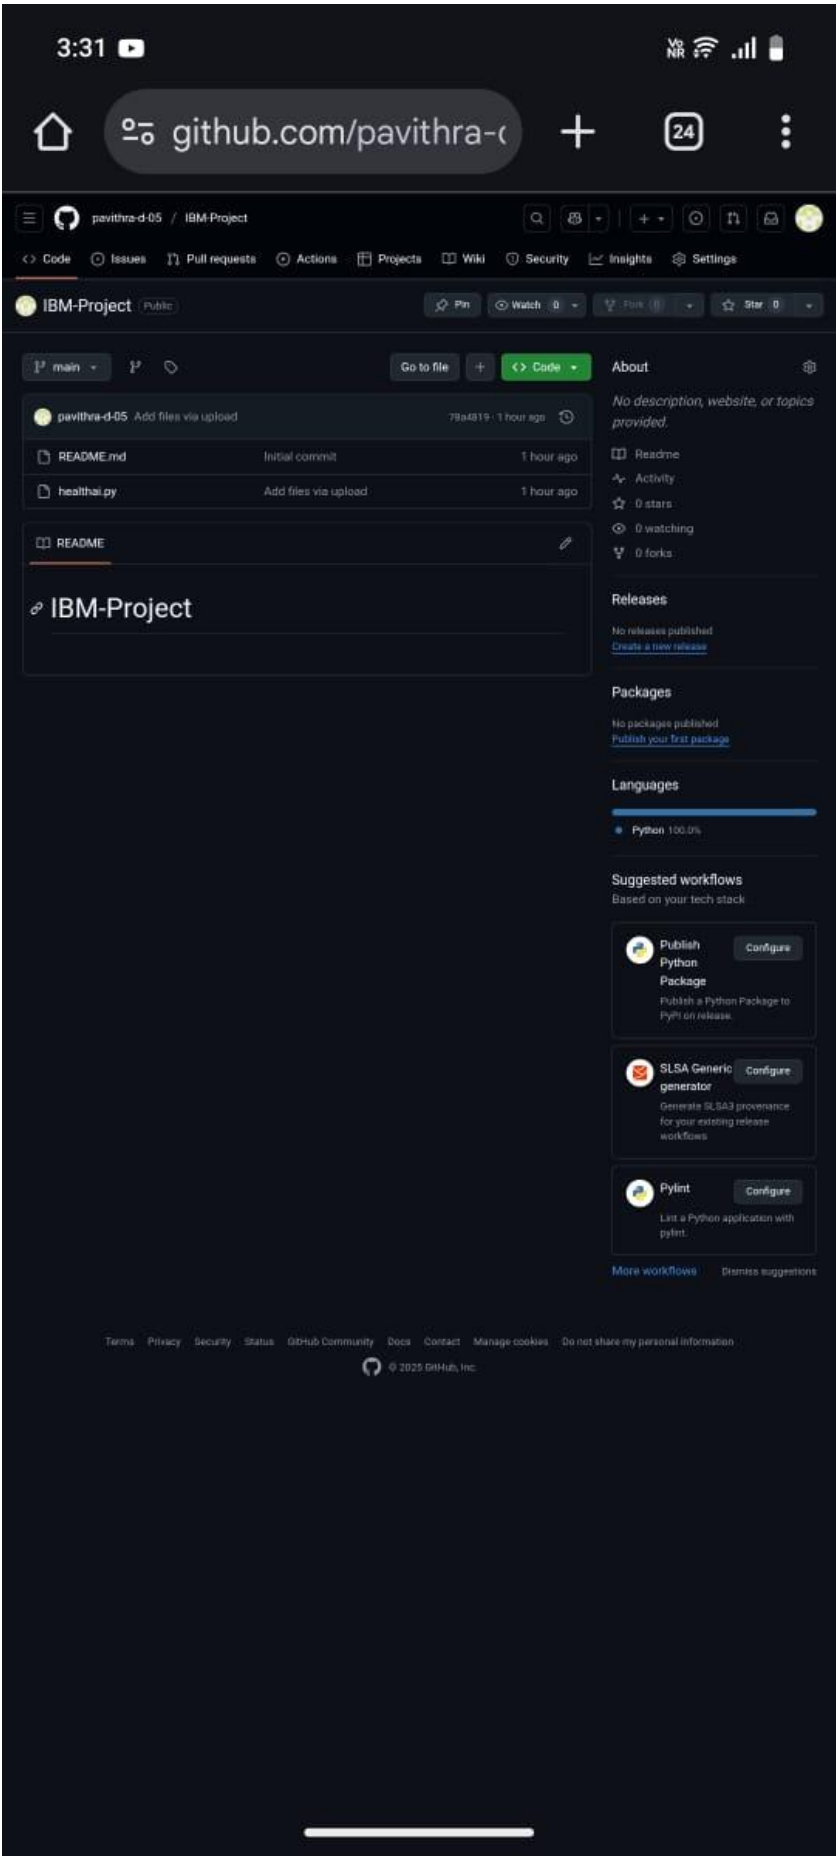 3:31
Vo
NR
github.com/pavithra-
24
pavithra-d-05 / IBM-Project
Code Issues Pull requests Actions Projects Wiki Security Insights Settings
IBM-Project Public
Pin Watch 0 Fork 0 Star 0
main Go to file + Code
pavithra-d-05 Add files via upload 78a4819 · 1 hour ago
README.md Initial commit 1 hour ago
healthai.py Add files via upload 1 hour ago
README
IBM-Project
About
No description, website, or topics
provided.
Readme
Activity
0 stars
0 watching
0 forks
Releases
No releases published
Create a new release
Packages
No packages published
Publish your first package
Languages
Python 100.0%
Suggested workflows
Based on your tech stack
Publish Configure
Python
Package
Publish a Python Package to
PyPI on release.
SLSA Generic Configure
generator
Generate SLSA3 provenance
for your existing release
workflows
Pylint Configure
Lint a Python application with
pylint.
More workflows Dismiss suggestions
Terms Privacy Security Status GitHub Community Docs Contact Manage cookies Do not share my personal information
© 2025 GitHub, Inc.